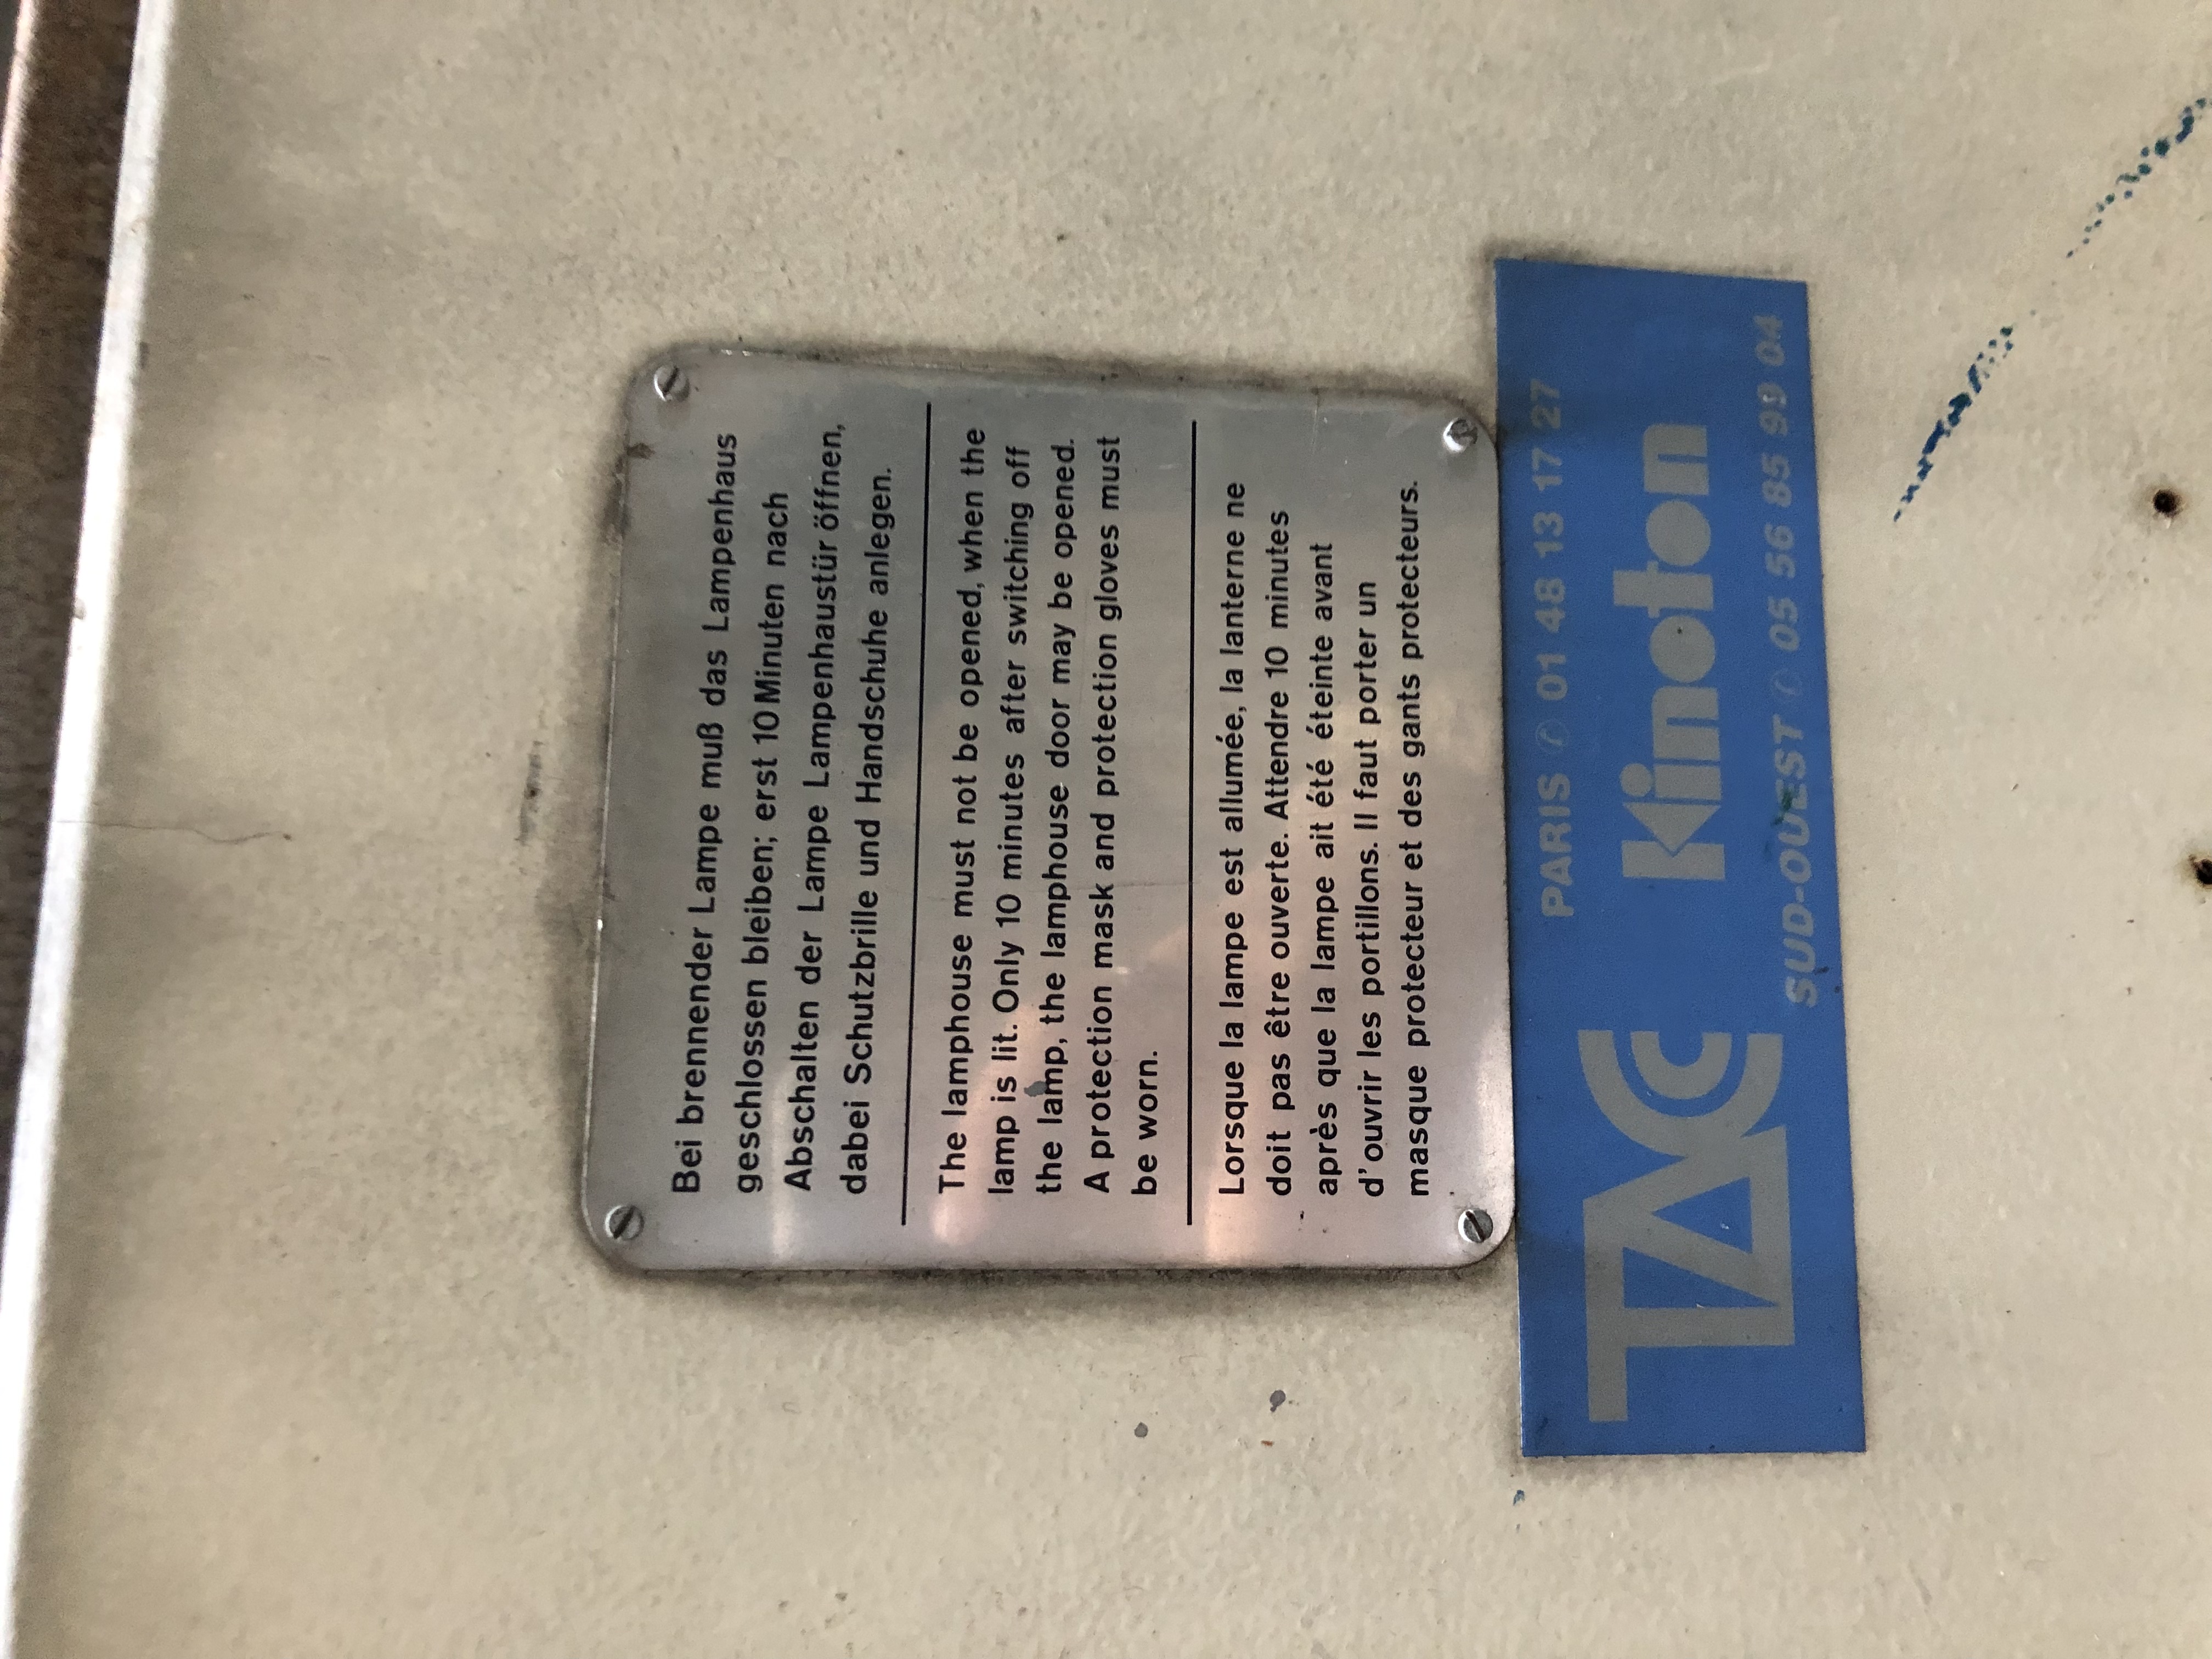 Bei brennender Lampe muß das Lampenhaus
geschlossen bleiben; erst 10 Minuten nach
Abschalten der Lampe Lampenhaustür öffnen,
dabei Schutzbrille und Handschuhe anlegen.
The lamphouse must not be opened, when the
lamp is lit. Only 10 minutes after switching off
the lamp, the lamphouse door may be opened.
A protection mask and protection gloves must
be worn.
Lorsque la lampe est allumée, la lanterne ne
doit pas être ouverte. Attendre 10 minutes
après que la lampe ait été éteinte avant
d'ouvrir les portillons. Il faut porter un
masque protecteur et des gants protecteurs.
PARIS ✆ 01 48 13 17 27
TAC kinoton
SUD-OUEST ✆ 05 56 85 99 04